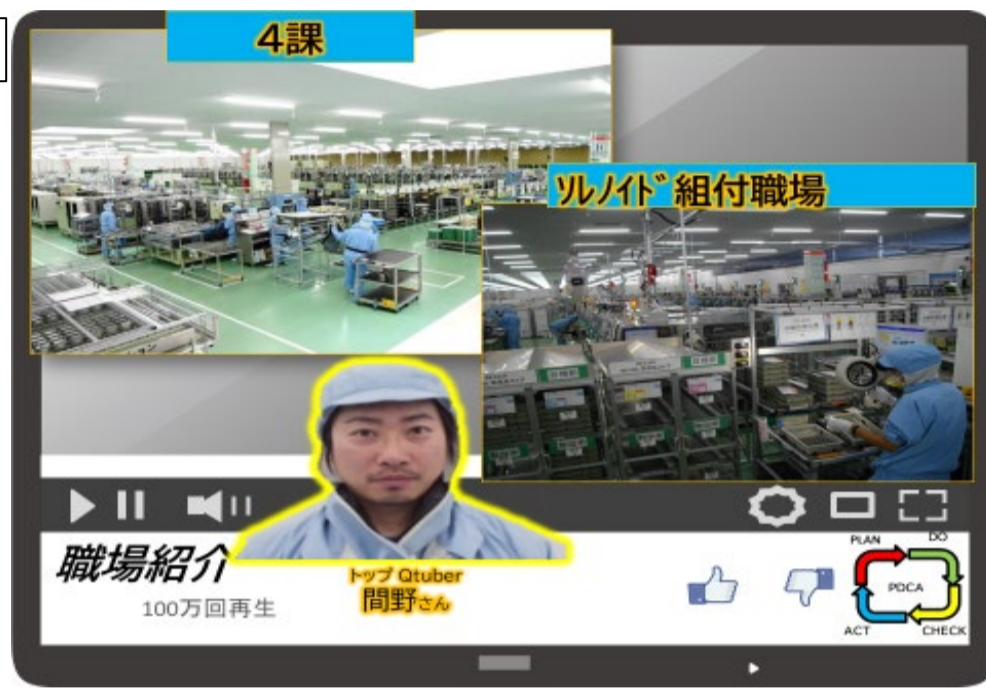 4課
ｿﾚﾉｲﾄﾞ組付職場
職場紹介
100万回再生
トップ Qtuber
間野さん
PLAN
DO
PDCA
ACT
CHECK